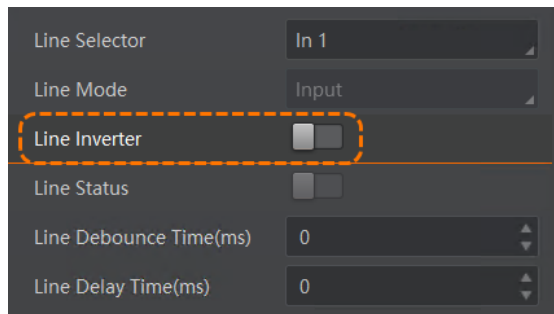 Line Selector In 1
Line Mode Input
Line Inverter
Line Status
Line Debounce Time(ms) 0
Line Delay Time(ms) 0